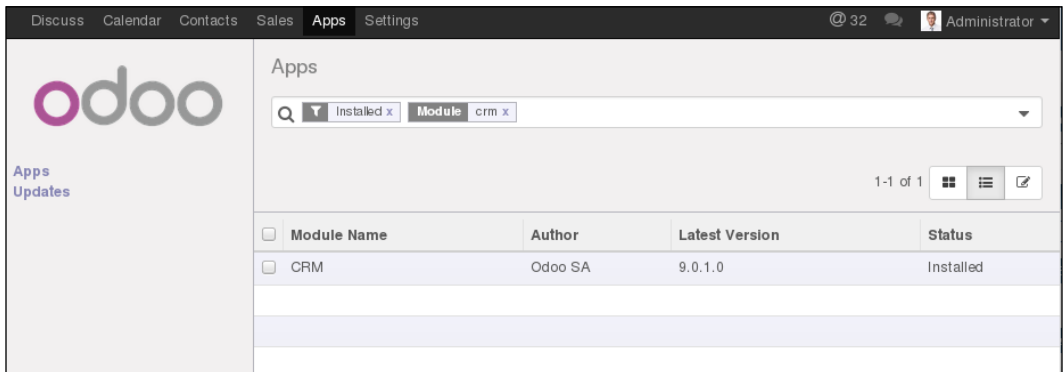 Discuss Calendar Contacts Sales Apps Settings @ 32 Administrator
odoo
Apps
Installed x Module crm x
Apps
Updates
1-1 of 1
Module Name Author Latest Version Status
CRM Odoo SA 9.0.1.0 Installed